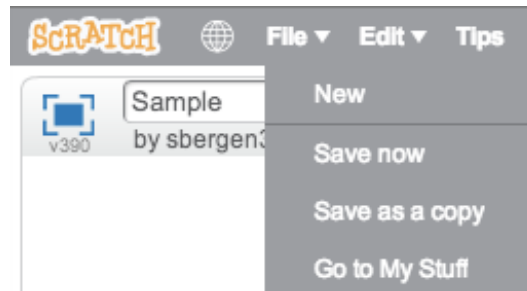 SCRATCH File ▾ Edit ▾ Tips
Sample
by sbergen3
v390
New
Save now
Save as a copy
Go to My Stuff